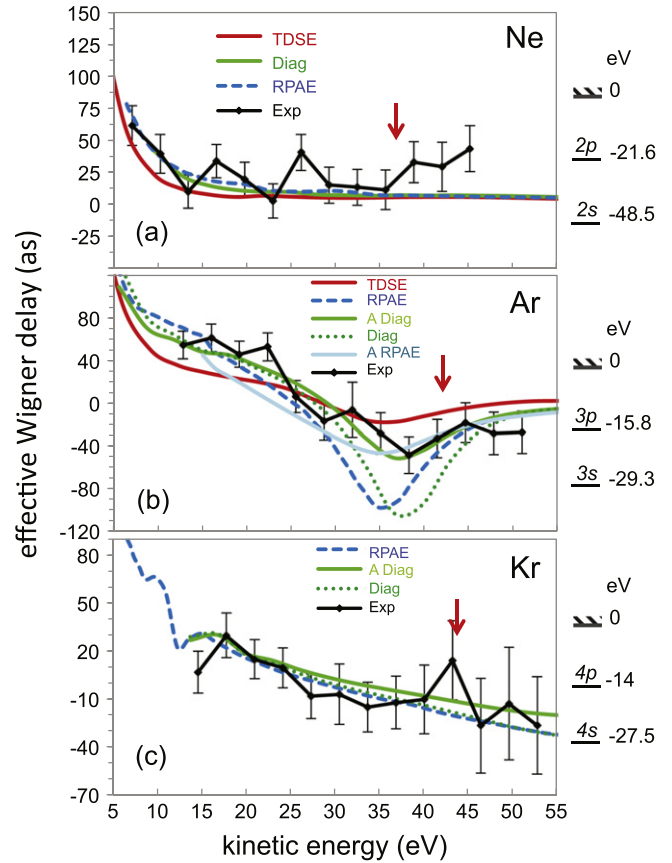 effective Wigner delay (as)
150
125
100
75
50
25
0
-25
TDSE
Diag
RPAE
Exp
Ne
(a)
eV
0
2p -21.6
2s -48.5
80
40
0
-40
-80
-120
TDSE
RPAE
A Diag
Diag
A RPAE
Exp
Ar
(b)
eV
0
3p -15.8
3s -29.3
80
50
20
-10
-40
-70
RPAE
A Diag
Diag
Exp
Kr
(c)
eV
0
4p -14
4s -27.5
5 10 15 20 25 30 35 40 45 50 55
kinetic energy (eV)